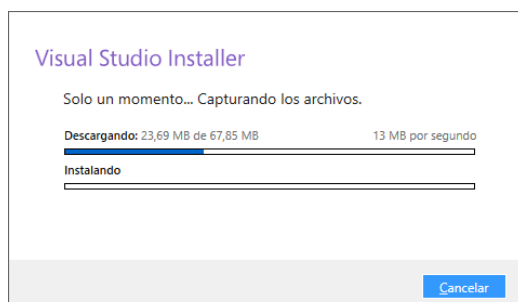 Visual Studio Installer
Solo un momento... Capturando los archivos.
Descargando: 23,69 MB de 67,85 MB 13 MB por segundo
Instalando
Cancelar